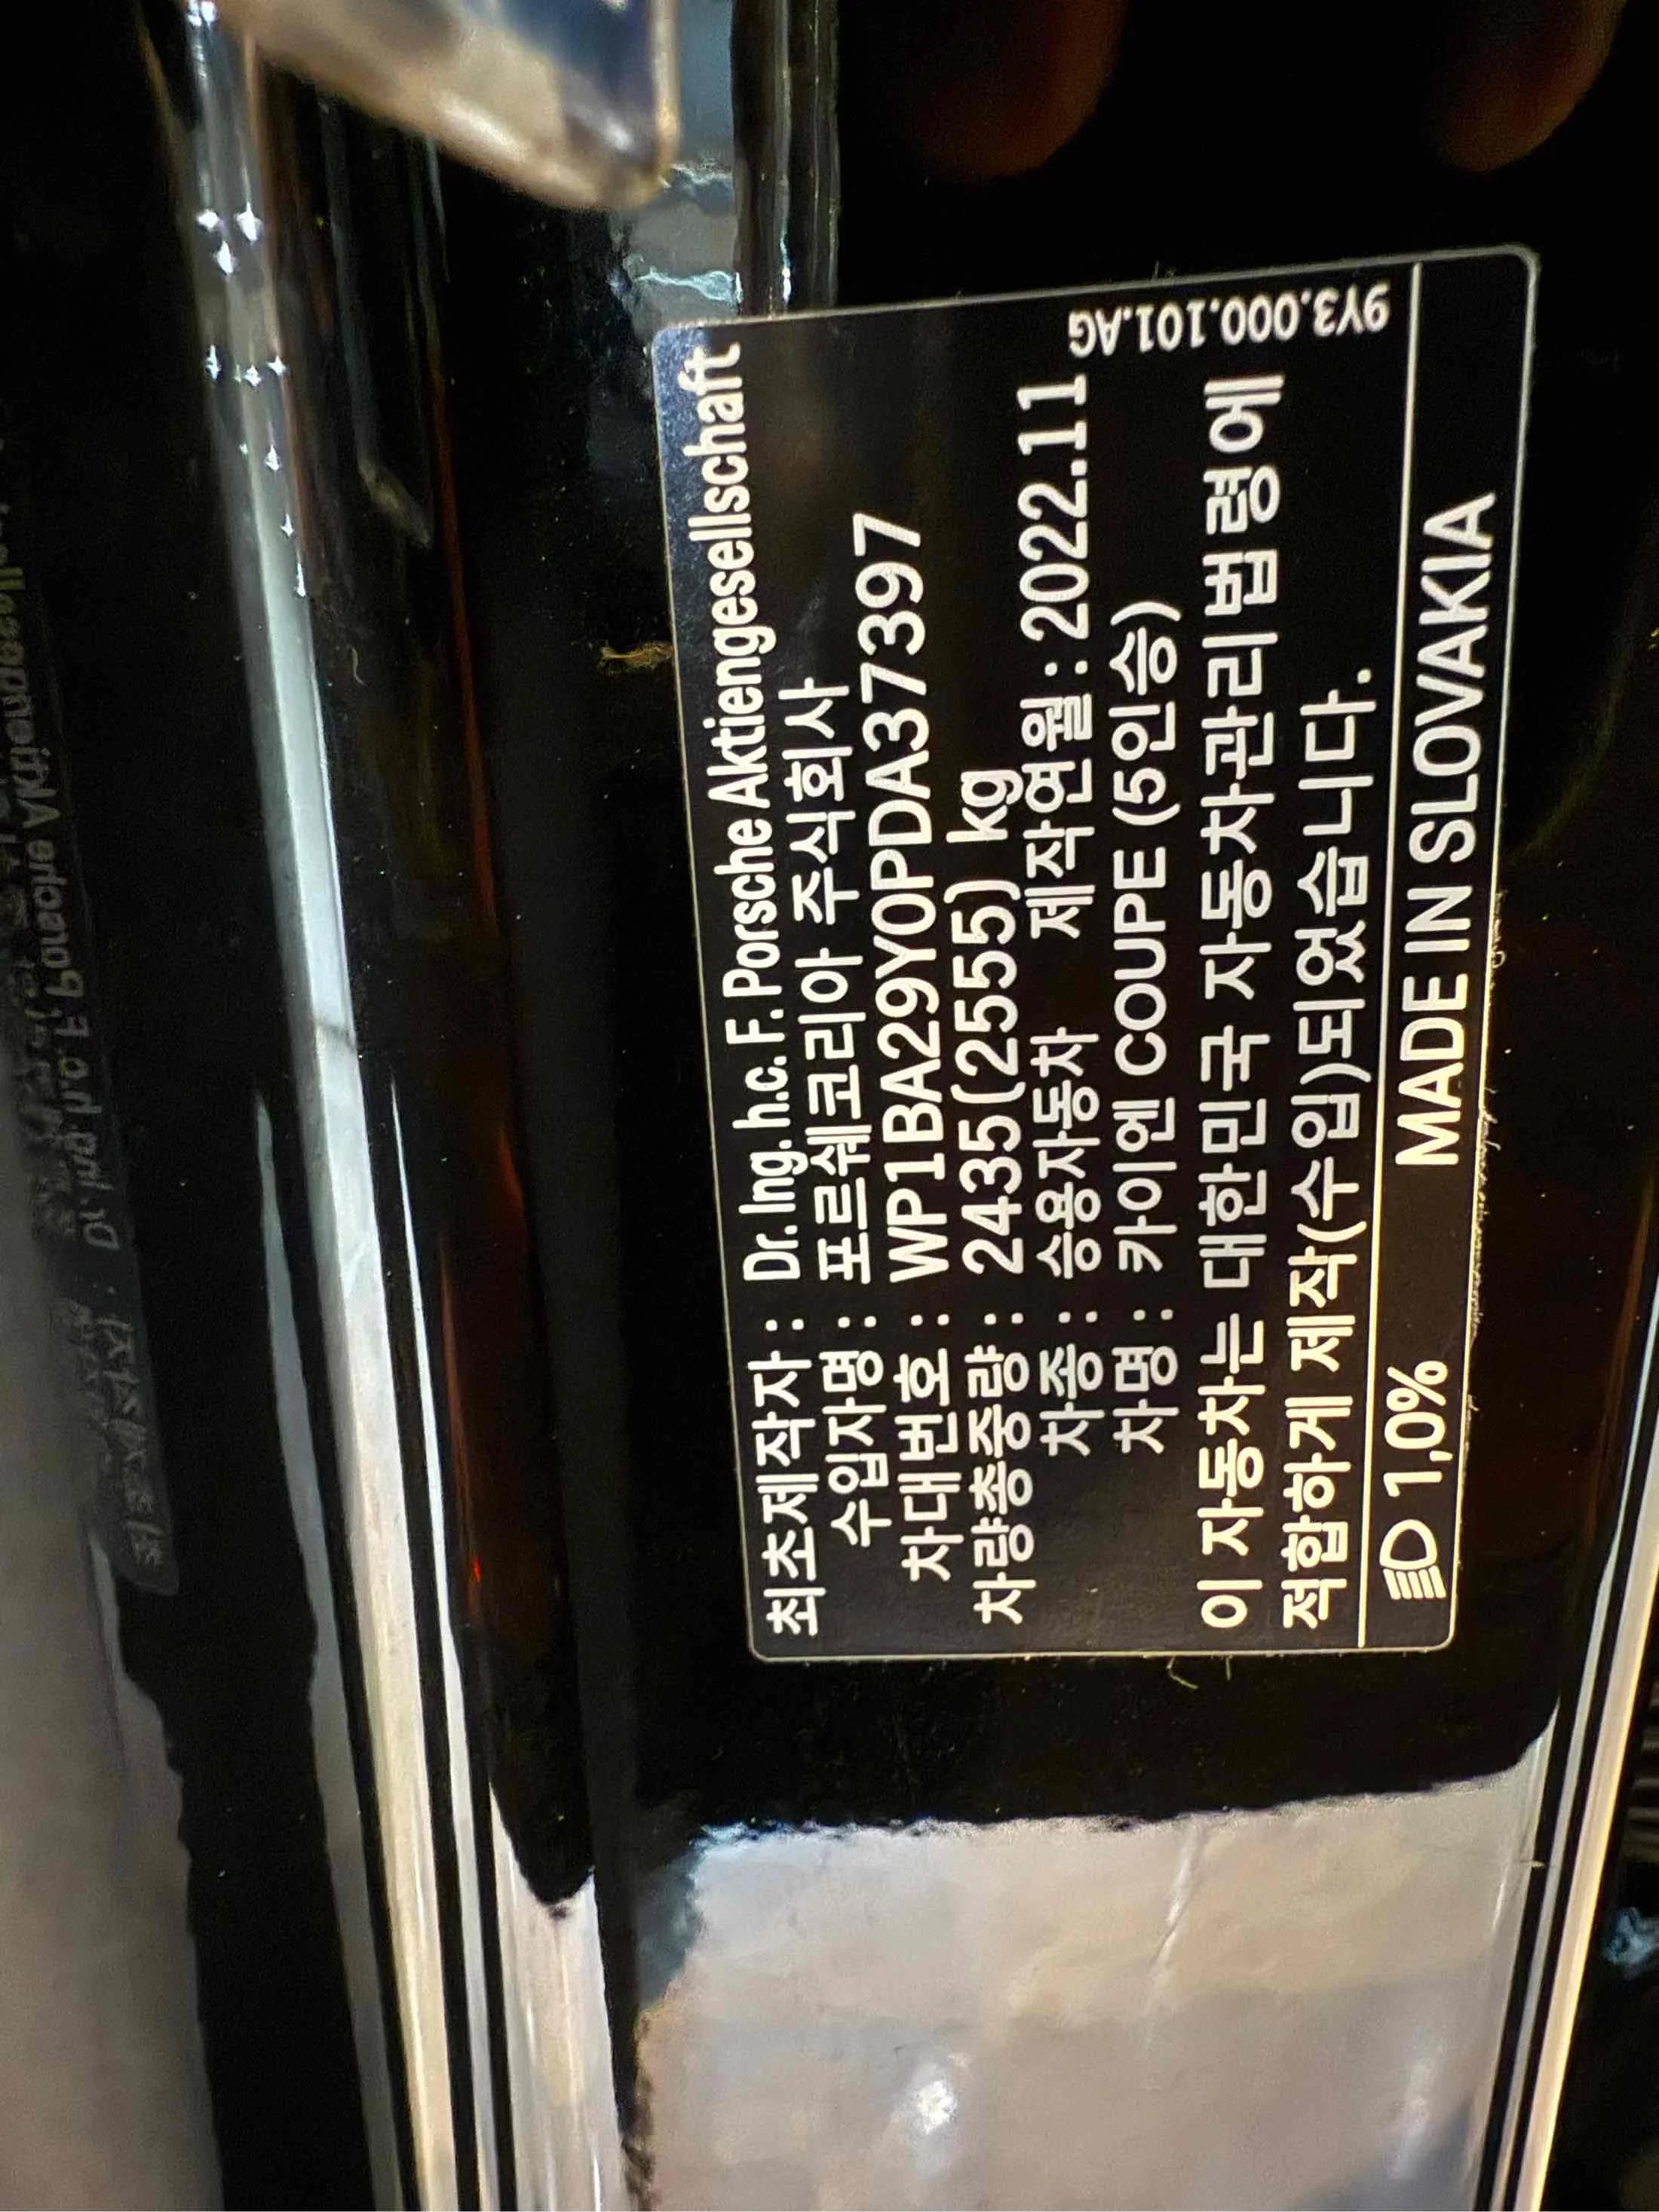 최초제작자 : Dr. Ing. h.c. F. Porsche Aktiengesellschaft
수입자명 : 포르쉐코리아 주식회사
차대번호 : WP1BA29Y0PDA37397
차량총중량 : 2435(2555) kg
차종 : 승용자동차 제작연월 : 2022.11
차명 : 카이엔 COUPE (5인승)
이 자동차는 대한민국 자동차관리법령에
적합하게 제작(수입)되었습니다.
9Y3.000.101.AG
1,0% MADE IN SLOVAKIA